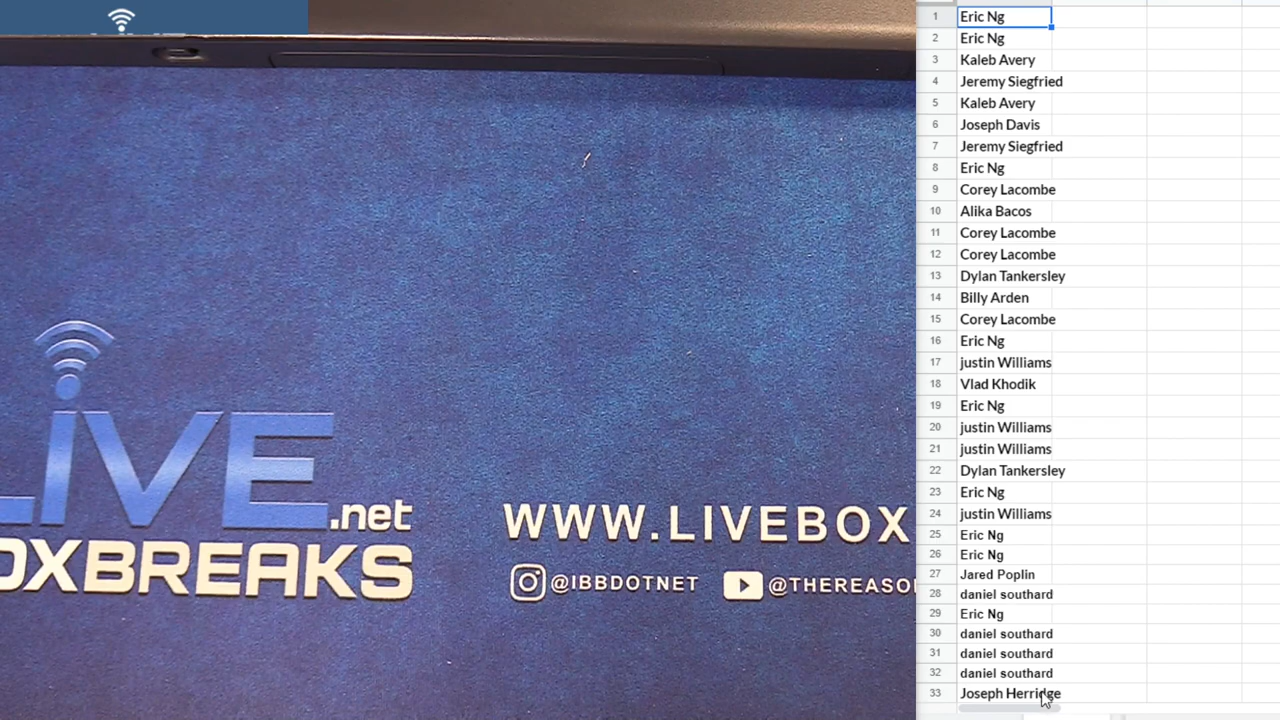 LIVE.net
OXBREAKS
WWW.LIVEBOX
@IBBDOTNET
@THEREASO
1 Eric Ng
2 Eric Ng
3 Kaleb Avery
4 Jeremy Siegfried
5 Kaleb Avery
6 Joseph Davis
7 Jeremy Siegfried
8 Eric Ng
9 Corey Lacombe
10 Alika Bacos
11 Corey Lacombe
12 Corey Lacombe
13 Dylan Tankersley
14 Billy Arden
15 Corey Lacombe
16 Eric Ng
17 justin Williams
18 Vlad Khodik
19 Eric Ng
20 justin Williams
21 justin Williams
22 Dylan Tankersley
23 Eric Ng
24 justin Williams
25 Eric Ng
26 Eric Ng
27 Jared Poplin
28 daniel southard
29 Eric Ng
30 daniel southard
31 daniel southard
32 daniel southard
33 Joseph Herridge